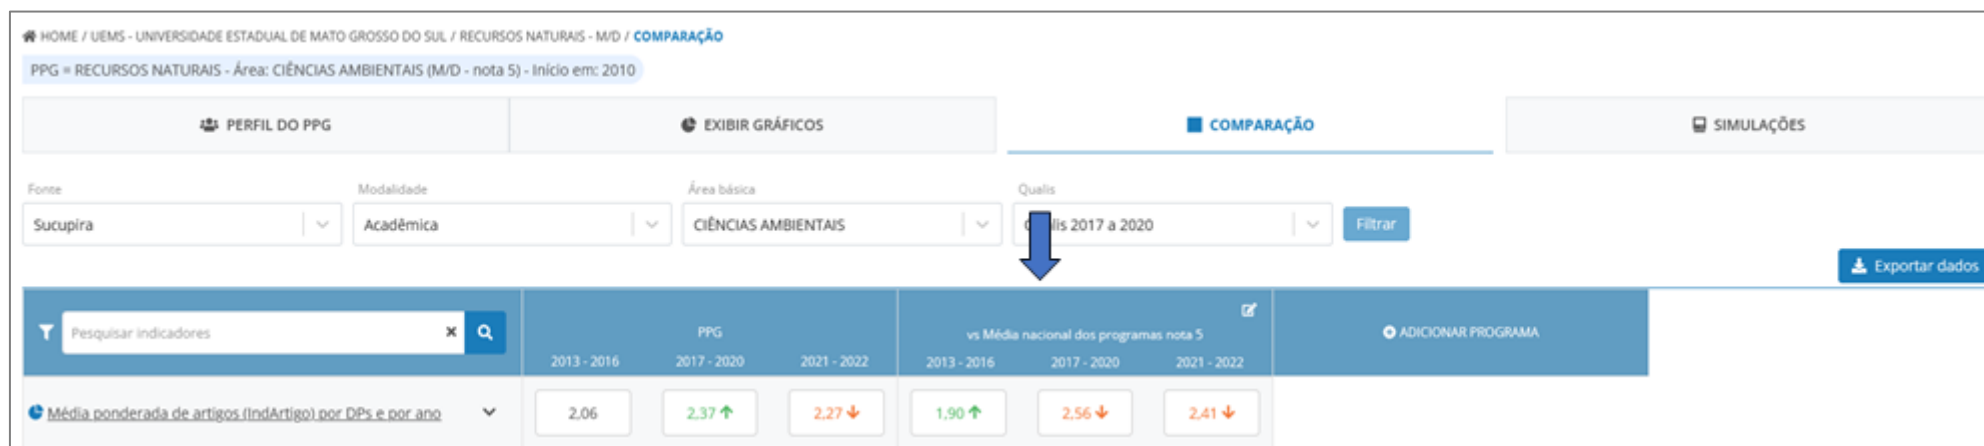 HOME / UEMS - UNIVERSIDADE ESTADUAL DE MATO GROSSO DO SUL / RECURSOS NATURAIS - M/D / COMPARAÇÃO
PPG = RECURSOS NATURAIS - Área: CIÊNCIAS AMBIENTAIS (M/D - nota 5) - Início em: 2010
PERFIL DO PPG EXIBIR GRÁFICOS COMPARAÇÃO SIMULAÇÕES
Fonte Modalidade Área básica Qualis
Sucupira Acadêmica CIÊNCIAS AMBIENTAIS 2017 a 2020 Filtrar
Exportar dados
Pesquisar indicadores PPG vs Média nacional dos programas nota 5 ADICIONAR PROGRAMA
2013 - 2016 2017 - 2020 2021 - 2022 2013 - 2016 2017 - 2020 2021 - 2022
Média ponderada de artigos (IndArtigo) por DPs e por ano 2,06 2,37 ↑ 2,27 ↓ 1,90 ↑ 2,56 ↓ 2,41 ↓